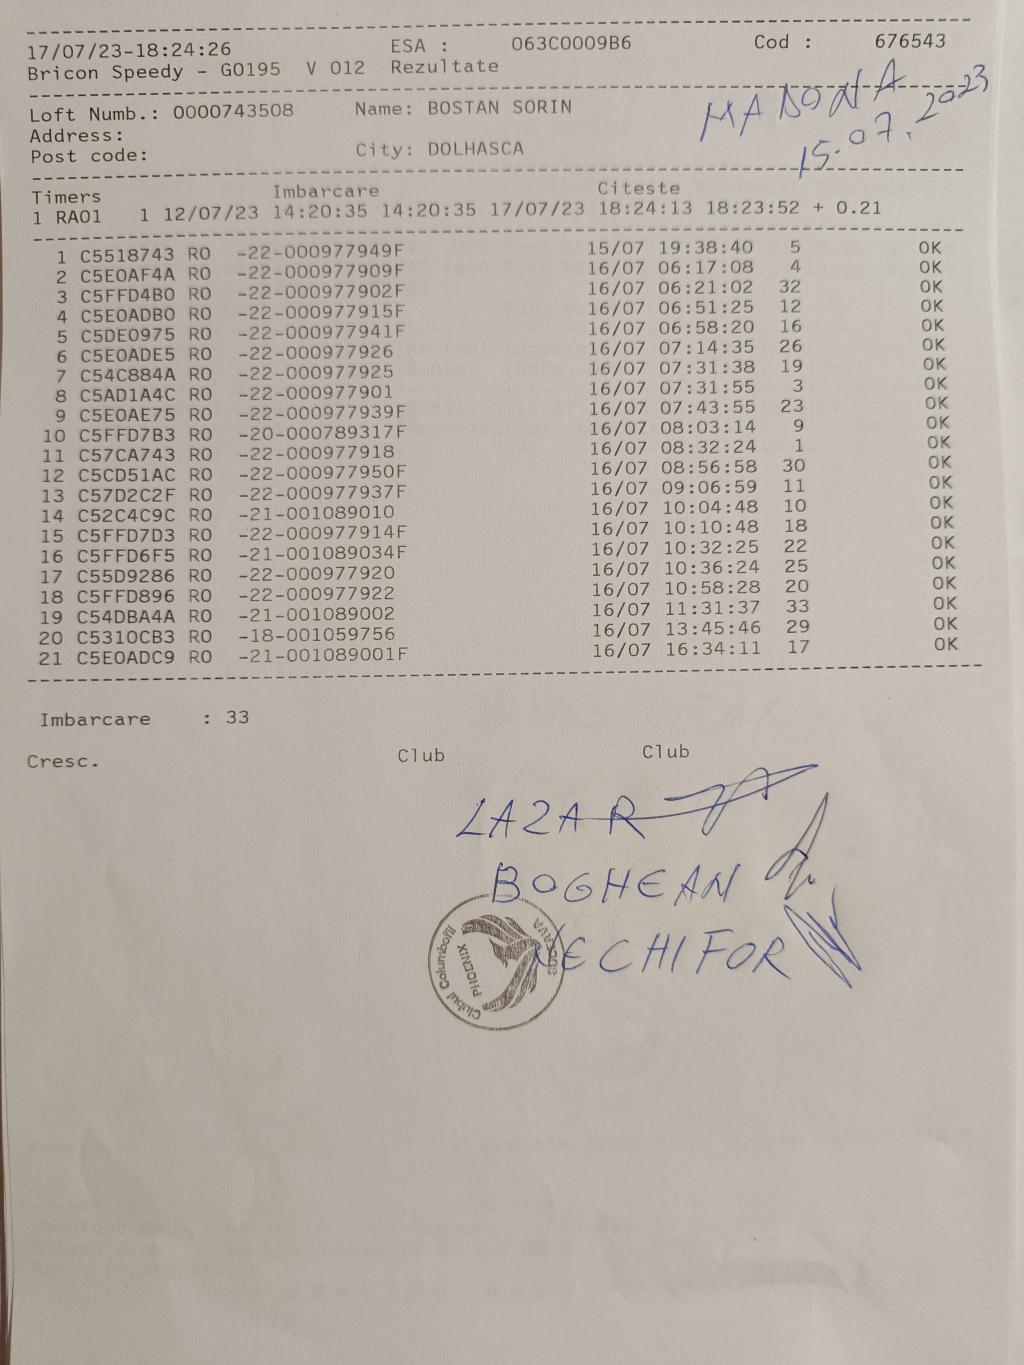 17/07/23-18:24:26 ESA : 063C0009B6 Cod : 676543
Bricon Speedy - GO195 V 012 Rezultate
Loft Numb.: 0000743508 Name: BOSTAN SORIN
MADONA
15.07.2023
Address:
Post code: City: DOLHASCA
Timers Imbarcare Citeste
1 RA01 1 12/07/23 14:20:35 14:20:35 17/07/23 18:24:13 18:23:52 + 0.21
1 C5518743 RO -22-000977949F 15/07 19:38:40 5 OK
2 C5E0AF4A RO -22-000977909F 16/07 06:17:08 4 OK
3 C5FFD4B0 RO -22-000977902F 16/07 06:21:02 32 OK
4 C5E0ADB0 RO -22-000977915F 16/07 06:51:25 12 OK
5 C5DE0975 RO -22-000977941F 16/07 06:58:20 16 OK
6 C5E0ADE5 RO -22-000977926 16/07 07:14:35 26 OK
7 C54C884A RO -22-000977925 16/07 07:31:38 19 OK
8 C5AD1A4C RO -22-000977901 16/07 07:31:55 3 OK
9 C5E0AE75 RO -22-000977939F 16/07 07:43:55 23 OK
10 C5FFD7B3 RO -20-000789317F 16/07 08:03:14 9 OK
11 C57CA743 RO -22-000977918 16/07 08:32:24 1 OK
12 C5CD51AC RO -22-000977950F 16/07 08:56:58 30 OK
13 C57D2C2F RO -22-000977937F 16/07 09:06:59 11 OK
14 C52C4C9C RO -21-001089010 16/07 10:04:48 10 OK
15 C5FFD7D3 RO -22-000977914F 16/07 10:10:48 18 OK
16 C5FFD6F5 RO -21-001089034F 16/07 10:32:25 22 OK
17 C55D9286 RO -22-000977920 16/07 10:36:24 25 OK
18 C5FFD896 RO -22-000977922 16/07 10:58:28 20 OK
19 C54DBA4A RO -21-001089002 16/07 11:31:37 33 OK
20 C5310CB3 RO -18-001059756 16/07 13:45:46 29 OK
21 C5E0ADC9 RO -21-001089001F 16/07 16:34:11 17 OK
Imbarcare : 33
Cresc. Club Club
LAZAR
BOGHEAN
NECHIFOR
Clubul Columbofil
PHOENIX
SUCEAVA